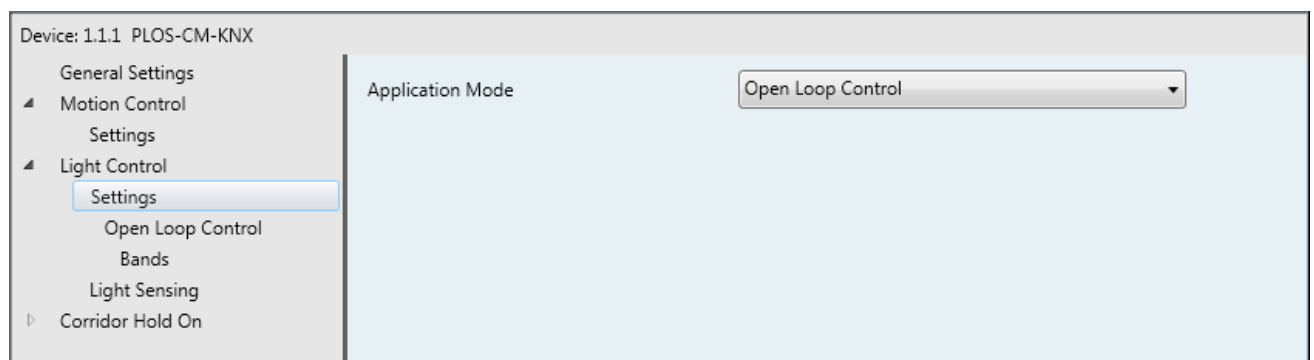 Device: 1.1.1 PLOS-CM-KNX
General Settings
Motion Control
Settings
Light Control
Settings
Open Loop Control
Bands
Light Sensing
Corridor Hold On
Application Mode
Open Loop Control